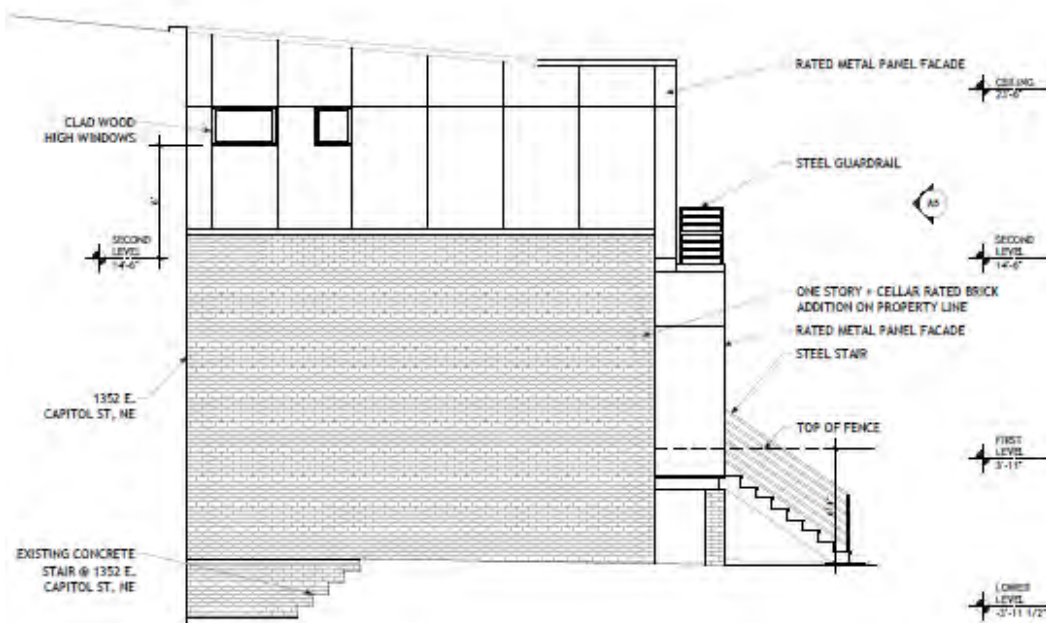 RATED METAL PANEL FACADE
CEILING
23'-6"
CLAD WOOD
HIGH WINDOWS
STEEL GUARDRAIL
A5
6'
SECOND
LEVEL
14'-6"
SECOND
LEVEL
14'-6"
ONE STORY + CELLAR RATED BRICK
ADDITION ON PROPERTY LINE
RATED METAL PANEL FACADE
STEEL STAIR
1352 E.
CAPITOL ST, NE
TOP OF FENCE
FIRST
LEVEL
3'-11"
EXISTING CONCRETE
STAIR @ 1352 E.
CAPITOL ST, NE
LOWER
LEVEL
-3'-11 1/2"